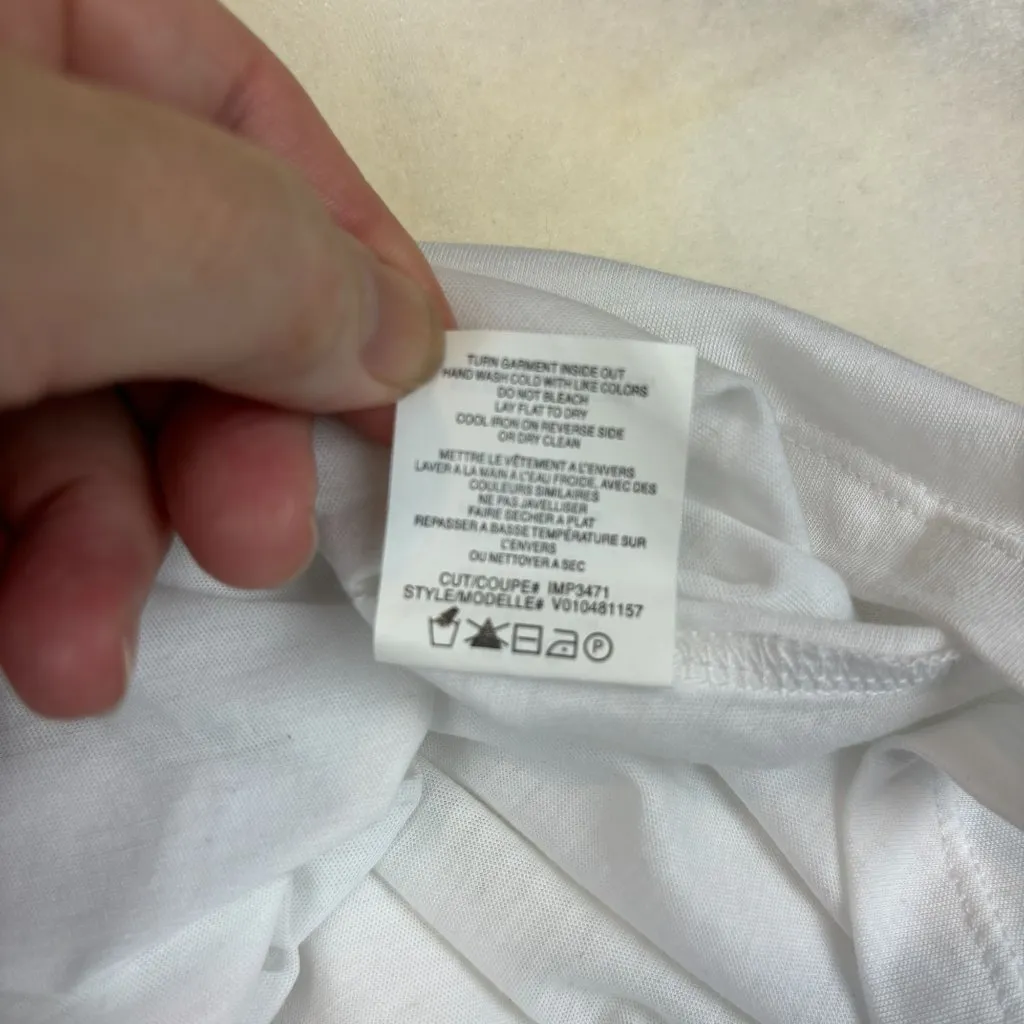 TURN GARMENT INSIDE OUT
HAND WASH COLD WITH LIKE COLORS
DO NOT BLEACH
LAY FLAT TO DRY
COOL IRON ON REVERSE SIDE
OR DRY CLEAN
METTRE LE VÊTEMENT A L'ENVERS
LAVER A LA MAIN A L'EAU FROIDE, AVEC DES
COULEURS SIMILAIRES
NE PAS JAVELLISER
FAIRE SECHER A PLAT
REPASSER A BASSE TEMPÉRATURE SUR
L'ENVERS
OU NETTOYER A SEC
CUT/COUPE# IMP3471
STYLE/MODELLE# V010481157
P